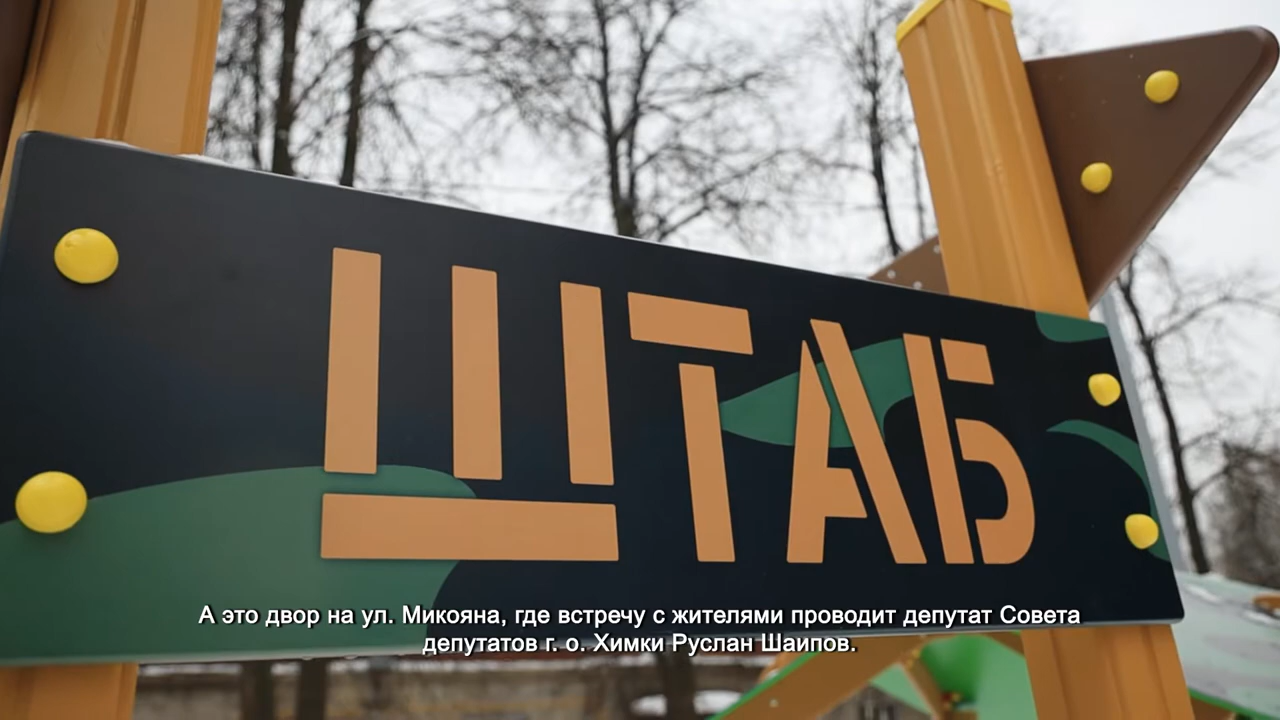 ШТАБ
А это двор на ул. Микояна, где встречу с жителями проводит депутат Совета
депутатов г. о. Химки Руслан Шаипов.